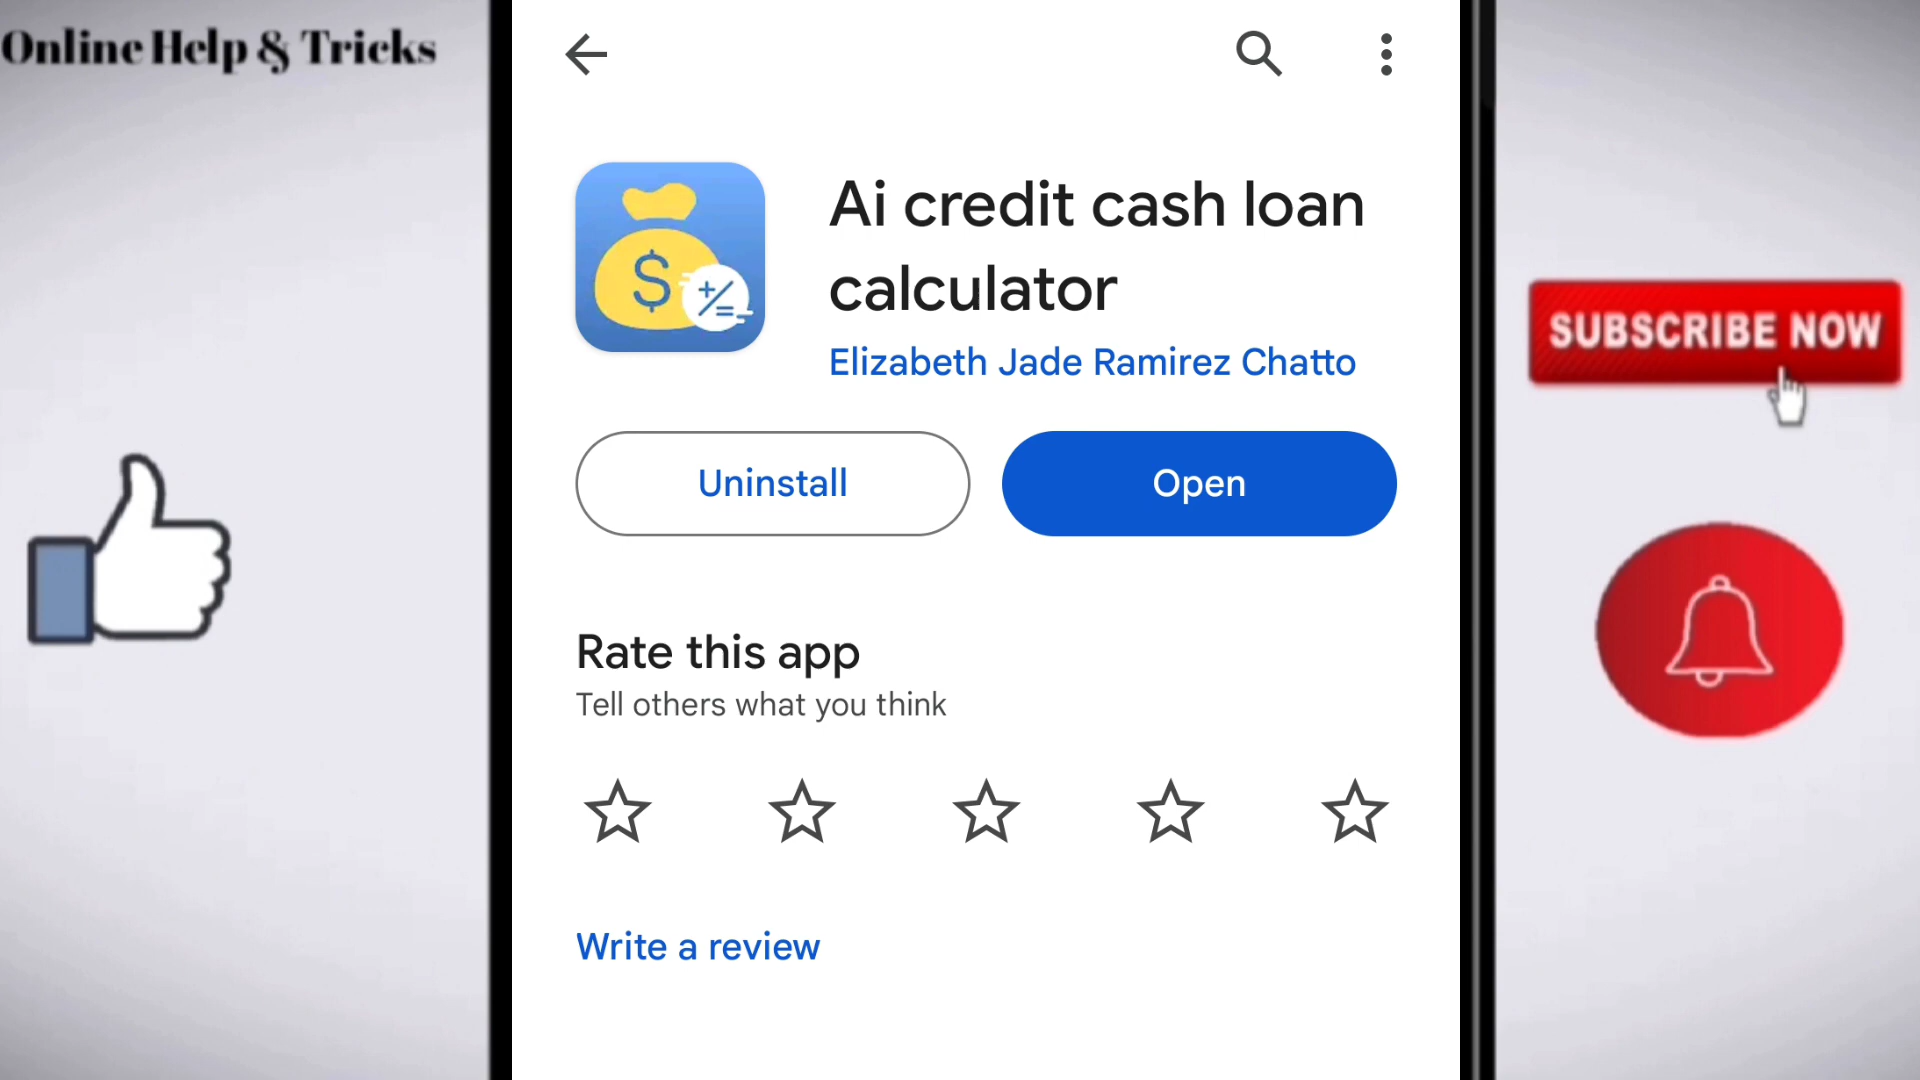 Online Help & Tricks
Ai credit cash loan
calculator
Elizabeth Jade Ramirez Chatto
Uninstall
Open
Rate this app
Tell others what you think
Write a review
SUBSCRIBE NOW